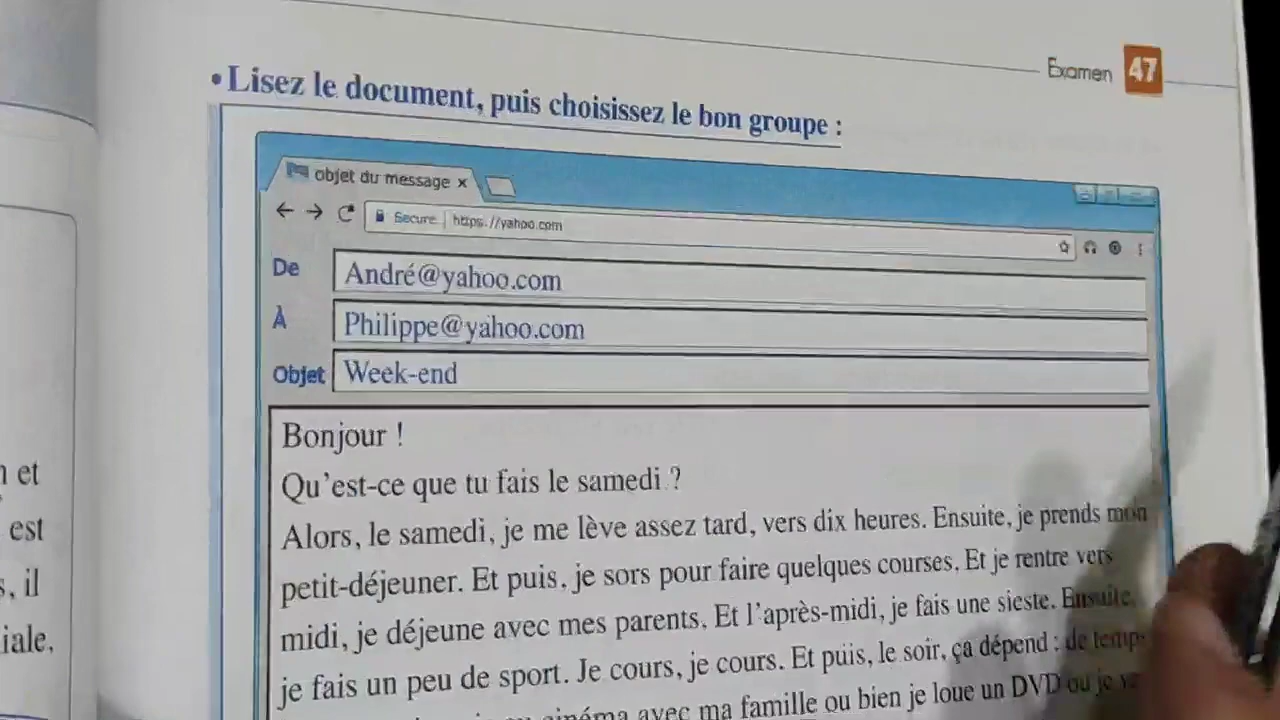 Examen 47
• Lisez le document, puis choisissez le bon groupe :
objet du message x
Secure https://yahoo.com
De André@yahoo.com
À Philippe@yahoo.com
Objet Week-end
Bonjour !
Qu'est-ce que tu fais le samedi ?
Alors, le samedi, je me lève assez tard, vers dix heures. Ensuite, je prends mon
petit-déjeuner. Et puis, je sors pour faire quelques courses. Et je rentre vers
midi, je déjeune avec mes parents. Et l'après-midi, je fais une sieste. Ensuite,
je fais un peu de sport. Je cours, je cours. Et puis, le soir, ça dépend : de temp
cinéma avec ma famille ou bien je loue un DVD ou je
et
est
, il
iale,